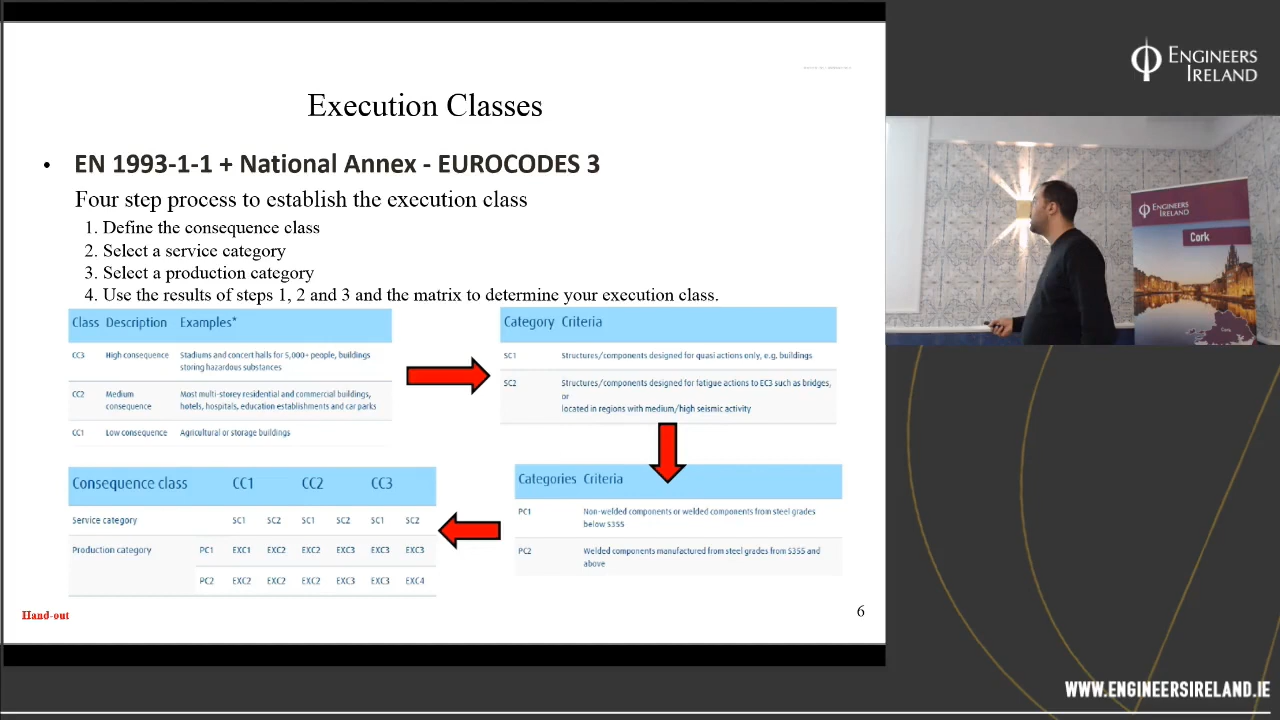 Execution Classes
• EN 1993-1-1 + National Annex - EUROCODES 3
Four step process to establish the execution class
1. Define the consequence class
2. Select a service category
3. Select a production category
4. Use the results of steps 1, 2 and 3 and the matrix to determine your execution class.
Class Description Examples*
CC3 High consequence Stadiums and concert halls for 5,000+ people, buildings
storing hazardous substances
CC2 Medium consequence Most multi-storey residential and commercial buildings,
hotels, hospitals, education establishments and car parks
CC1 Low consequence Agricultural or storage buildings
Category Criteria
SC1 Structures/components designed for quasi actions only, e.g. buildings
SC2 Structures/components designed for fatigue actions to EC3 such as bridges,
or
located in regions with medium/high seismic activity
Categories Criteria
PC1 Non-welded components or welded components from steel grades
below S355
PC2 Welded components manufactured from steel grades from S355 and
above
Consequence class CC1 CC2 CC3
Service category SC1 SC2 SC1 SC2 SC1 SC2
Production category PC1 EXC1 EXC2 EXC2 EXC3 EXC3 EXC3
PC2 EXC2 EXC2 EXC2 EXC3 EXC3 EXC4
Hand-out
6
ENGINEERS
IRELAND
ENGINEERS
IRELAND
Cork
WWW.ENGINEERSIRELAND.IE